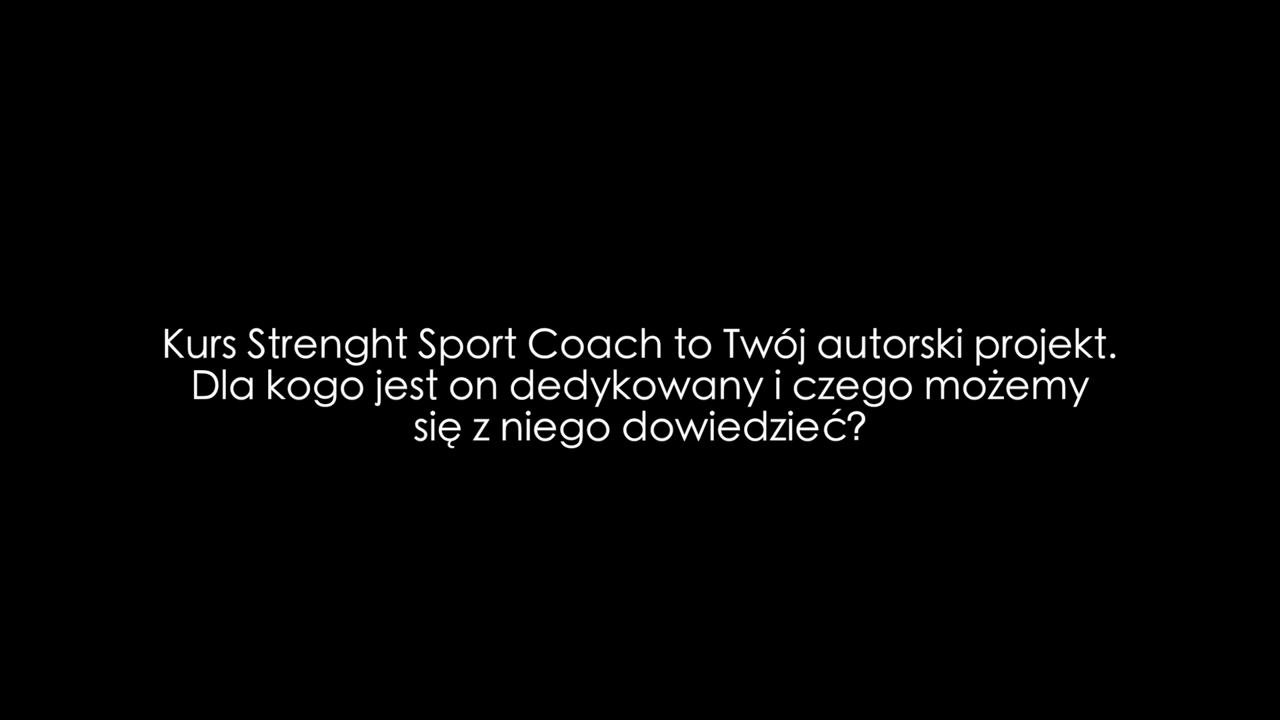 Kurs Strenght Sport Coach to Twój autorski projekt.
Dla kogo jest on dedykowany i czego możemy
się z niego dowiedzieć?